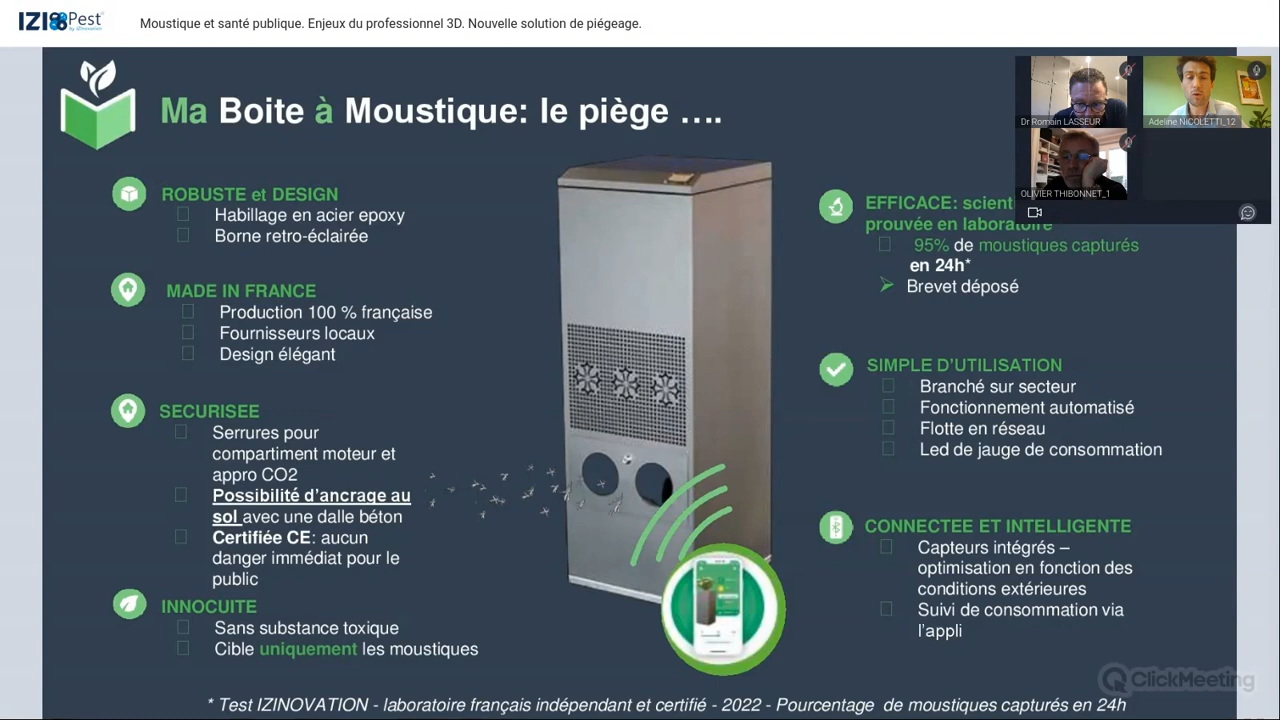 IZI Pest
by IZInovation
Moustique et santé publique. Enjeux du professionnel 3D. Nouvelle solution de piégeage.
Ma Boite à Moustique: le piège ….
Dr Romain LASSEUR
Adeline NICOLETTI_12
OLIVIER THIBONNET_1
ROBUSTE et DESIGN
Habillage en acier epoxy
Borne retro-éclairée
MADE IN FRANCE
Production 100 % française
Fournisseurs locaux
Design élégant
SECURISEE
Serrures pour
compartiment moteur et
appro CO2
Possibilité d’ancrage au
sol avec une dalle béton
Certifiée CE: aucun
danger immédiat pour le
public
INNOCUITE
Sans substance toxique
Cible uniquement les moustiques
EFFICACE: scient
prouvée en laboratoire
95% de moustiques capturés
en 24h*
Brevet déposé
SIMPLE D’UTILISATION
Branché sur secteur
Fonctionnement automatisé
Flotte en réseau
Led de jauge de consommation
CONNECTEE ET INTELLIGENTE
Capteurs intégrés –
optimisation en fonction des
conditions extérieures
Suivi de consommation via
l’appli
ClickMeeting
* Test IZINOVATION - laboratoire français indépendant et certifié - 2022 - Pourcentage de moustiques capturés en 24h